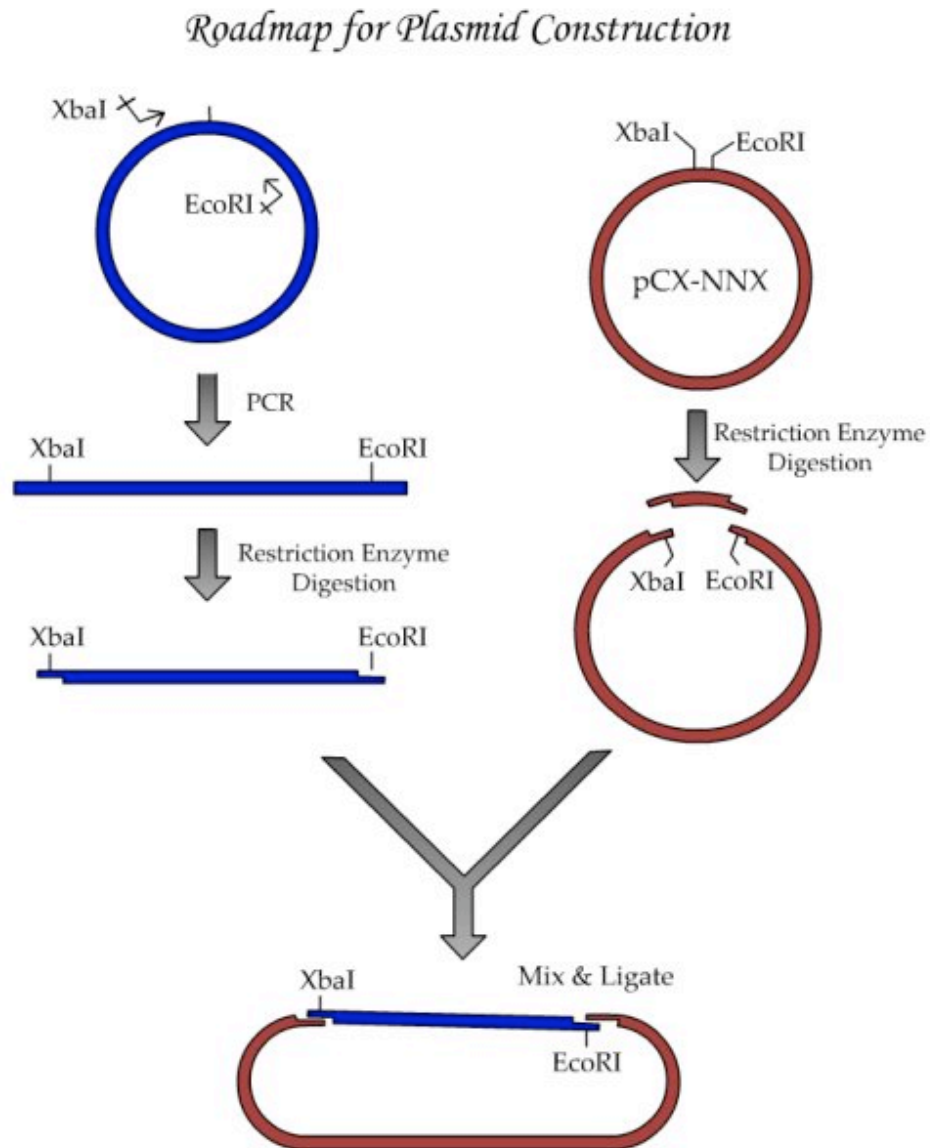 Roadmap for Plasmid Construction
XbaI
EcoRI
PCR
XbaI
EcoRI
Restriction Enzyme
Digestion
XbaI
EcoRI
XbaI
EcoRI
pCX-NNX
Restriction Enzyme
Digestion
XbaI
EcoRI
Mix & Ligate
XbaI
EcoRI